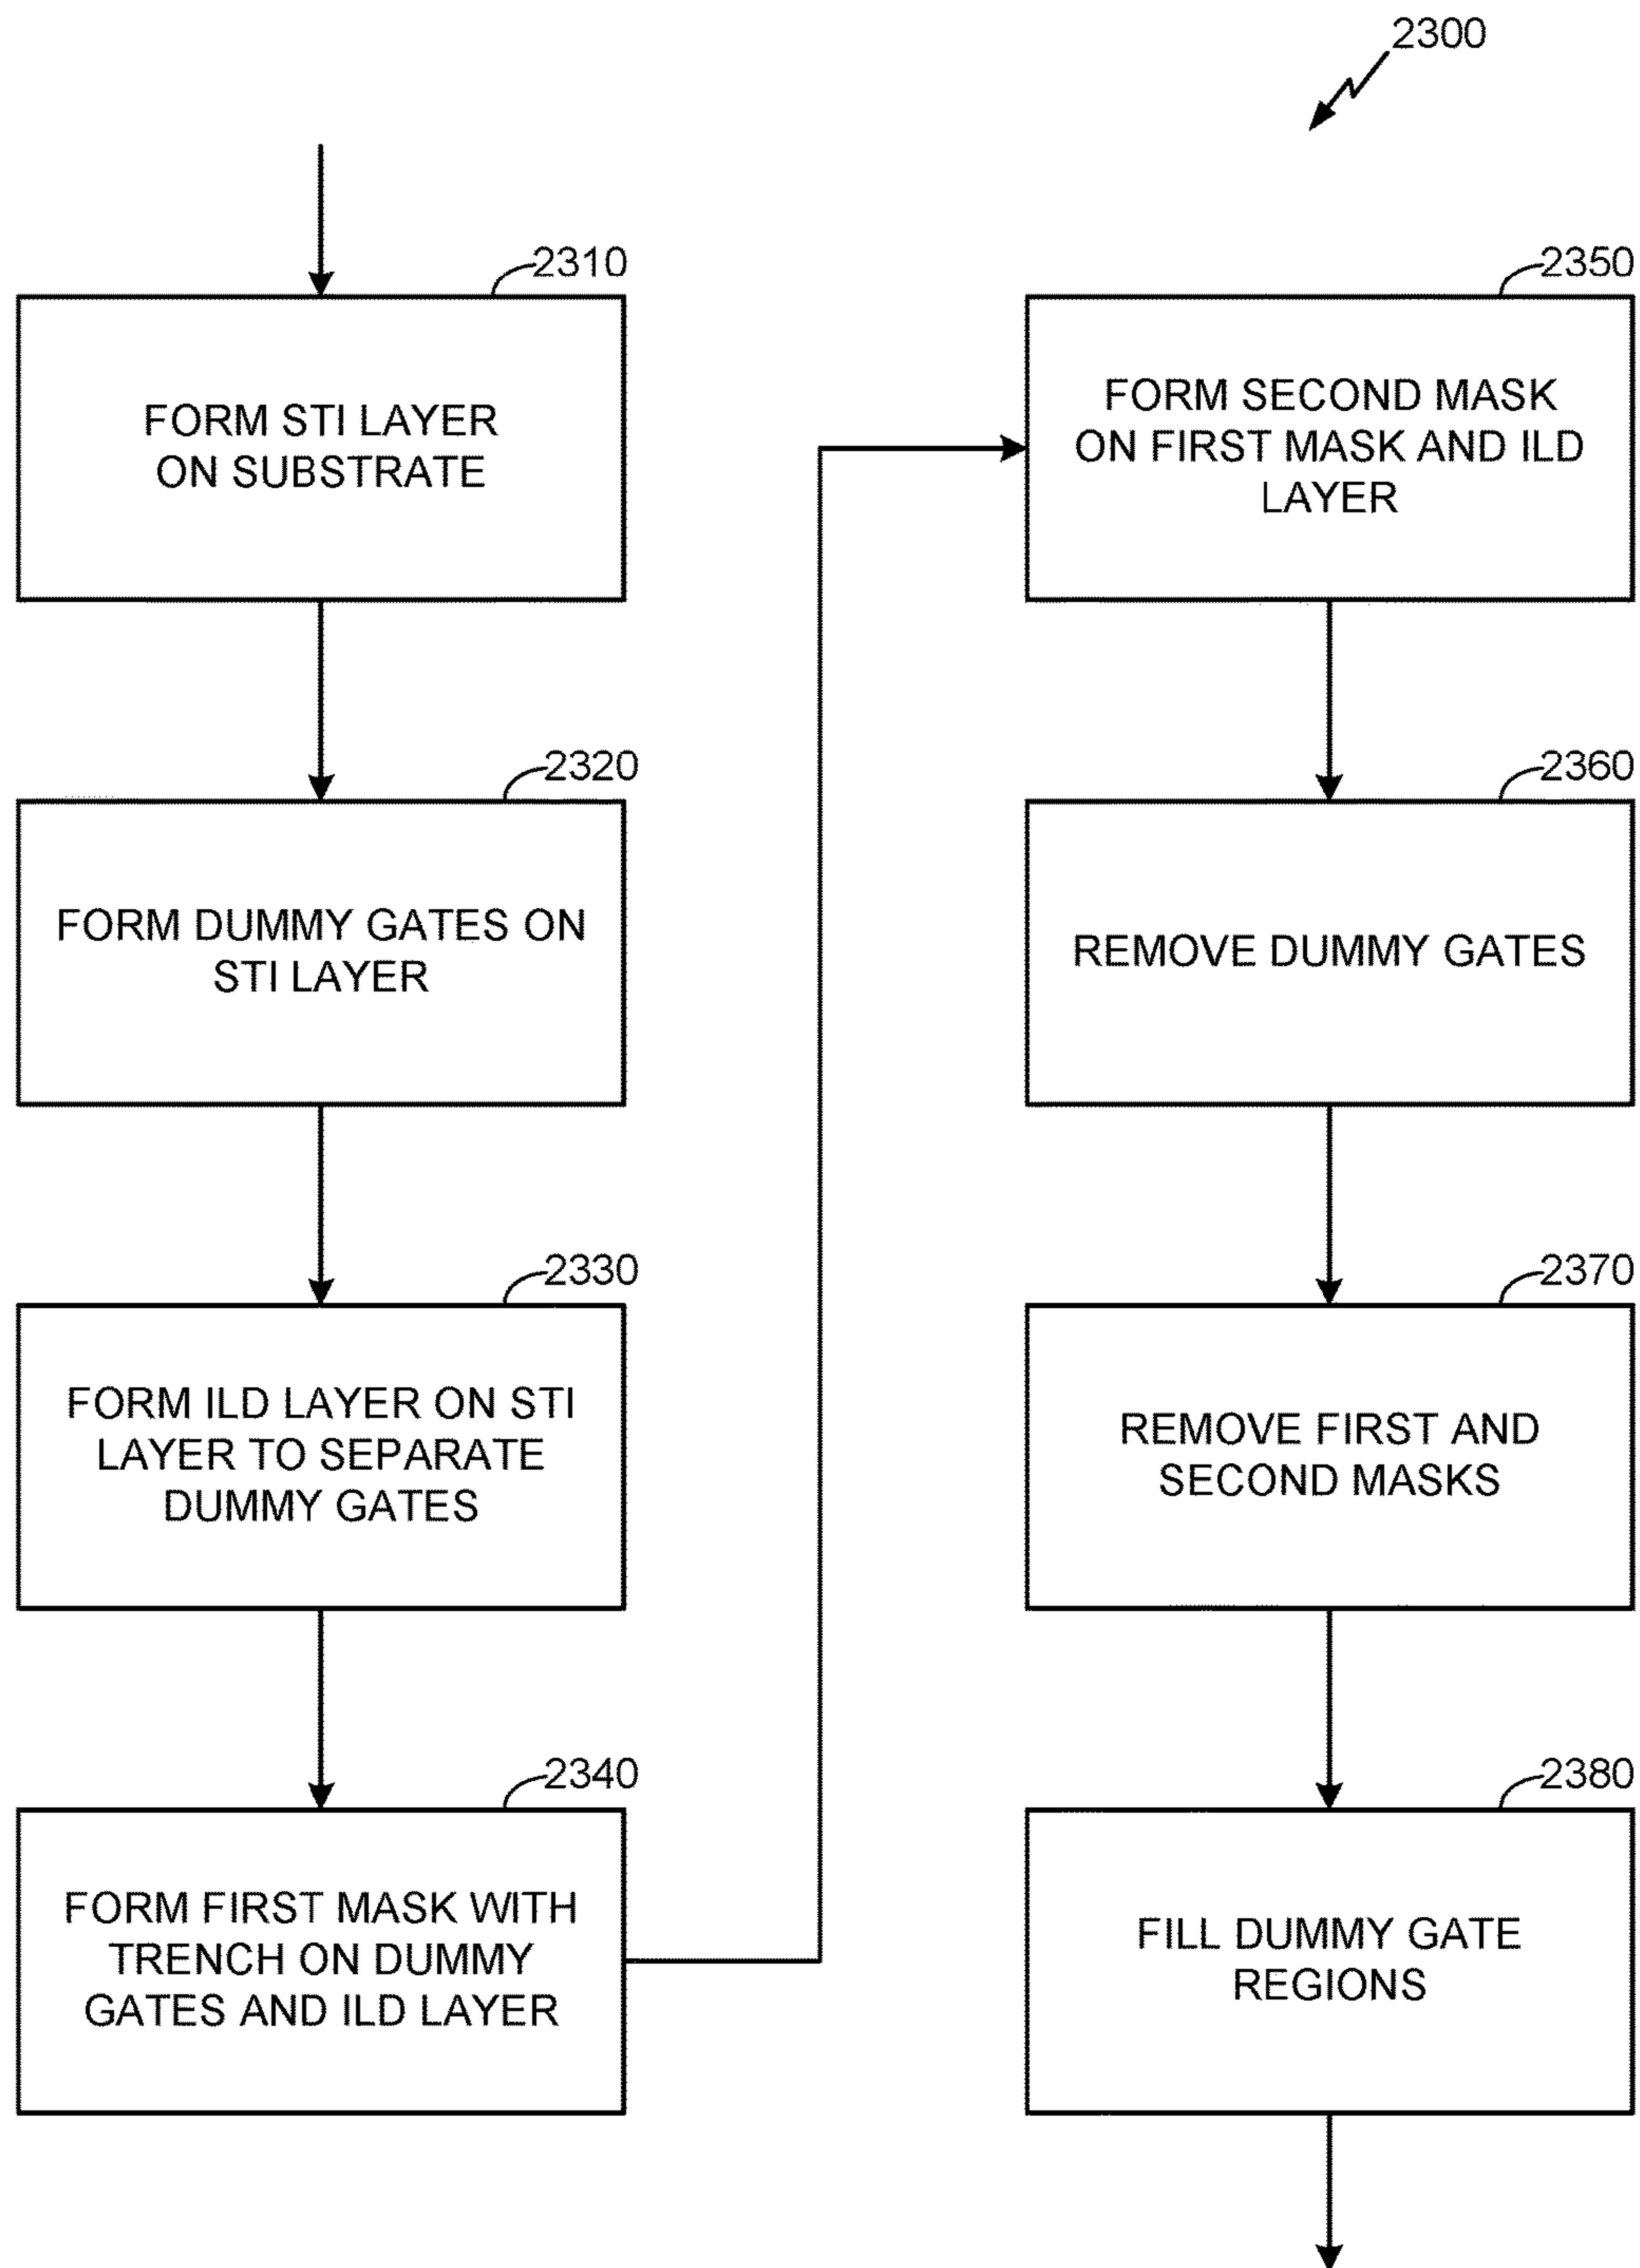 2300
2310
FORM STI LAYER
ON SUBSTRATE
2320
FORM DUMMY GATES ON
STI LAYER
2330
FORM ILD LAYER ON STI
LAYER TO SEPARATE
DUMMY GATES
2340
FORM FIRST MASK WITH
TRENCH ON DUMMY
GATES AND ILD LAYER
2350
FORM SECOND MASK
ON FIRST MASK AND ILD
LAYER
2360
REMOVE DUMMY GATES
2370
REMOVE FIRST AND
SECOND MASKS
2380
FILL DUMMY GATE
REGIONS